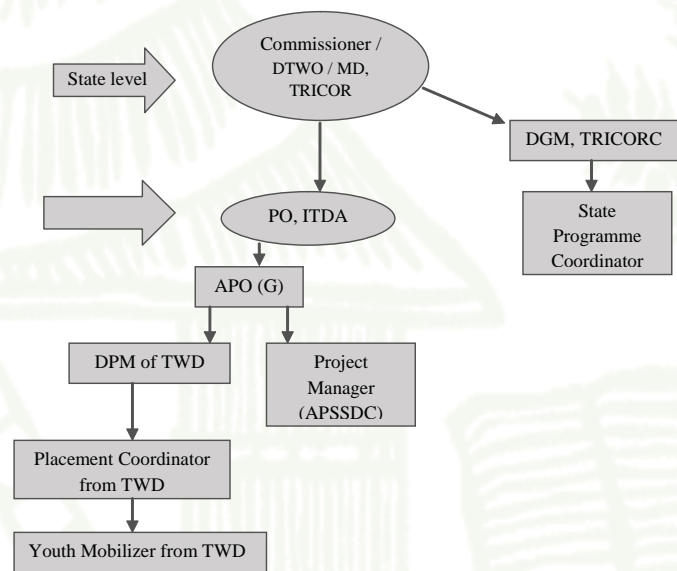 Commissioner /
DTWO / MD,
TRICOR
State level
DGM, TRICORC
State
Programme
Coordinator
PO, ITDA
APO (G)
DPM of TWD
Project
Manager
(APSSDC)
Placement Coordinator
from TWD
Youth Mobilizer from TWD